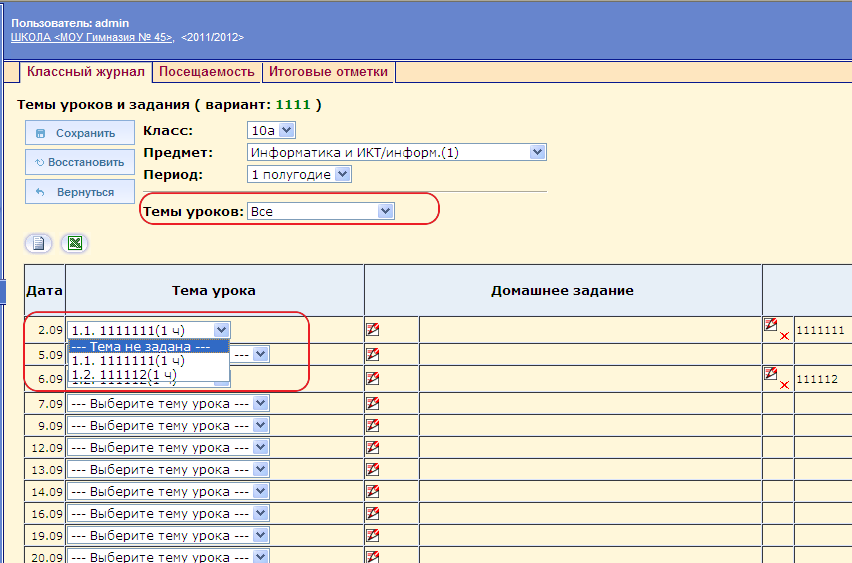 Пользователь: admin
ШКОЛА <МОУ Гимназия № 45>, <2011/2012>
Классный журнал Посещаемость Итоговые отметки
Темы уроков и задания ( вариант: 1111 )
Сохранить Класс: 10а
Восстановить Предмет: Информатика и ИКТ/информ.(1)
Вернуться Период: 1 полугодие
Темы уроков: Все
Дата Тема урока Домашнее задание
2.09 1.1. 1111111(1 ч) 1111111
--- Тема не задана ---
5.09 1.1. 1111111(1 ч) ---
1.2. 111112(1 ч)
6.09 111112
7.09 --- Выберите тему урока ---
9.09 --- Выберите тему урока ---
12.09 --- Выберите тему урока ---
13.09 --- Выберите тему урока ---
14.09 --- Выберите тему урока ---
16.09 --- Выберите тему урока ---
19.09 --- Выберите тему урока ---
20.09 --- Выберите тему урока ---